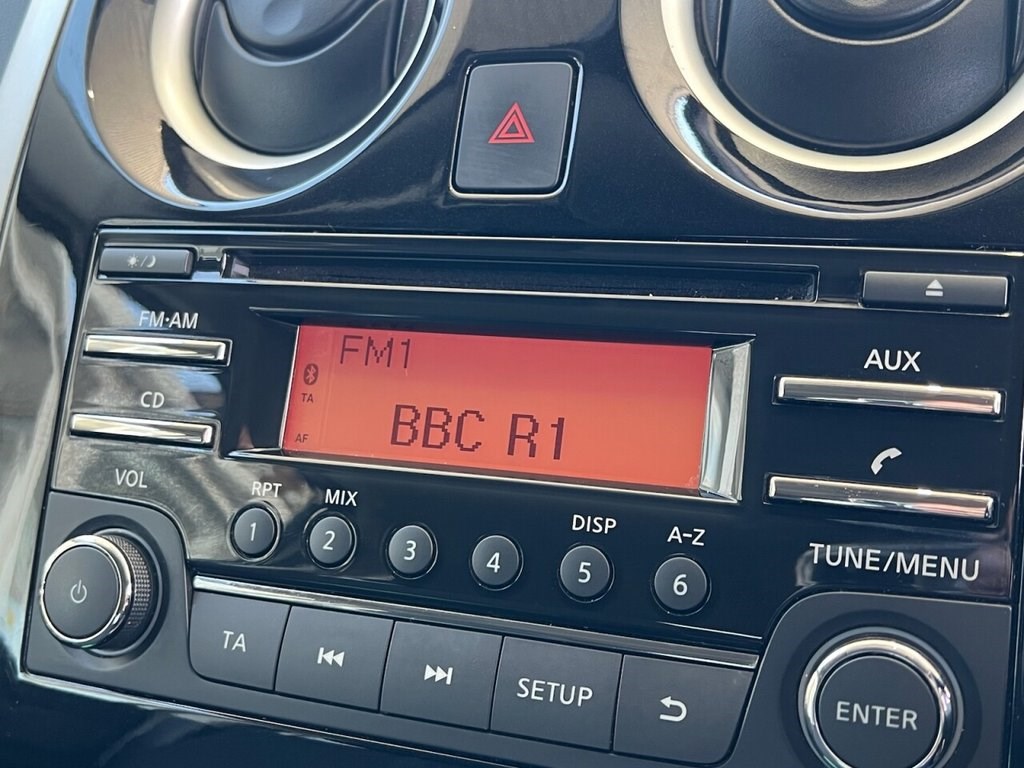 FM·AM
CD
VOL
FM1
TA
AF
BBC R1
AUX
RPT
MIX
DISP
A-Z
1
2
3
4
5
6
TUNE/MENU
TA
SETUP
ENTER